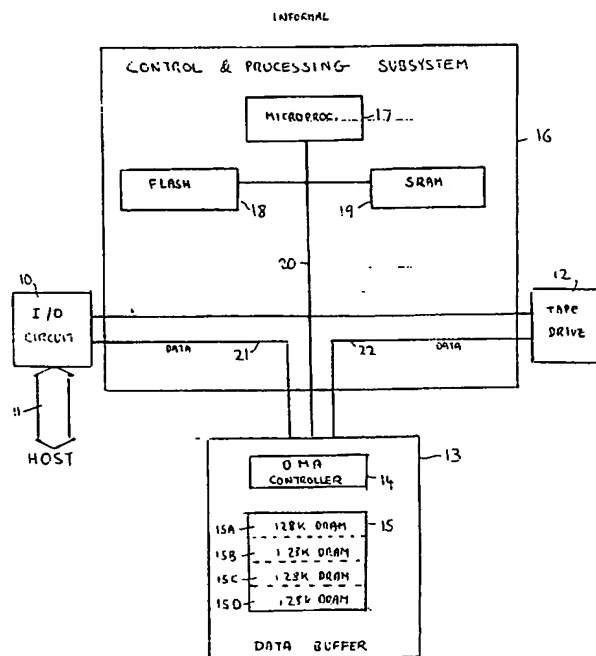 INFORMAL
CONTROL & PROCESSING SUBSYSTEM
MICROPROC.
17
16
FLASH
18
SRAM
19
20
10
I/O
CIRCUIT
DATA
21
22
DATA
12
TAPE
DRIVE
11
HOST
13
DMA
CONTROLLER
14
15
15A
128K DRAM
15B
128K DRAM
15C
128K DRAM
15D
128K DRAM
DATA BUFFER